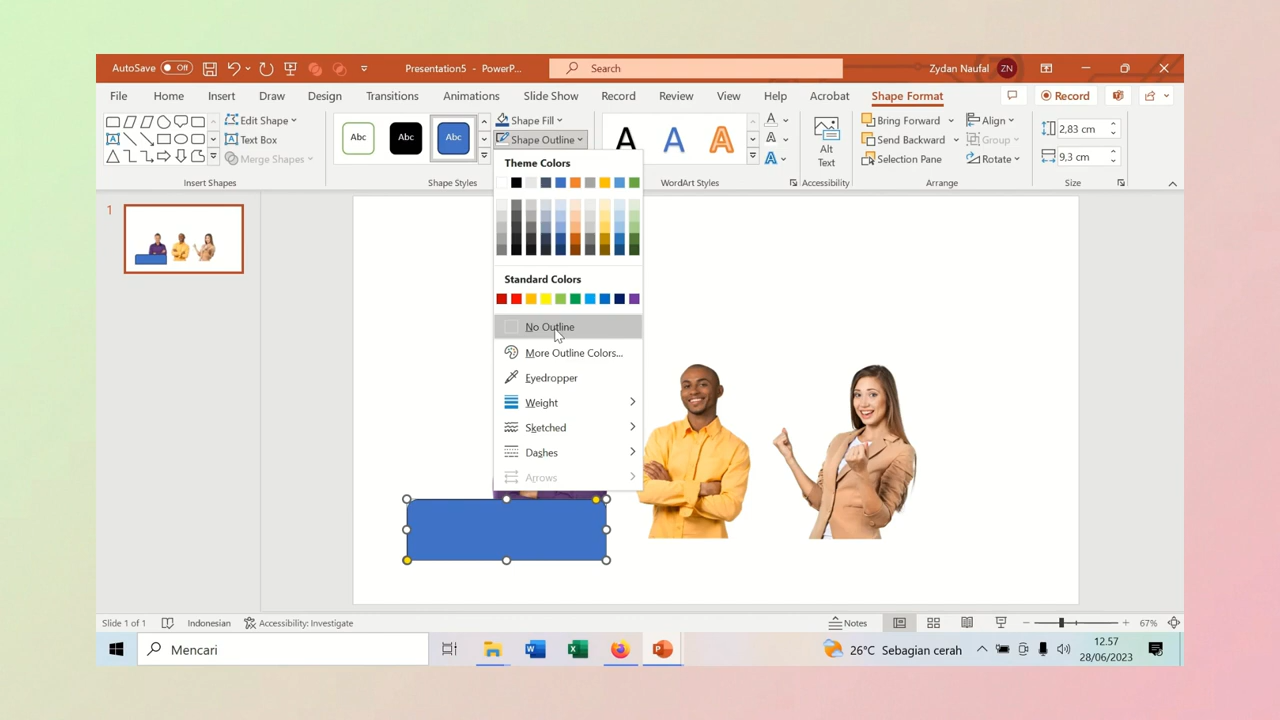 AutoSave Off Presentation5 - PowerP... Search Zydan Naufal ZN
File Home Insert Draw Design Transitions Animations Slide Show Record Review View Help Acrobat Shape Format Record
Edit Shape
Text Box
Merge Shapes
Insert Shapes
Abc Abc Abc
Shape Styles
Shape Fill
Shape Outline
A A A
WordArt Styles
Alt
Text
Accessibility
Bring Forward
Send Backward
Selection Pane
Align
Group
Rotate
Arrange
2,83 cm
9,3 cm
Size
1
Theme Colors
Standard Colors
No Outline
More Outline Colors...
Eyedropper
Weight
Sketched
Dashes
Arrows
Slide 1 of 1 Indonesian Accessibility: Investigate Notes 67%
Mencari 26°C Sebagian cerah 12.57
28/06/2023